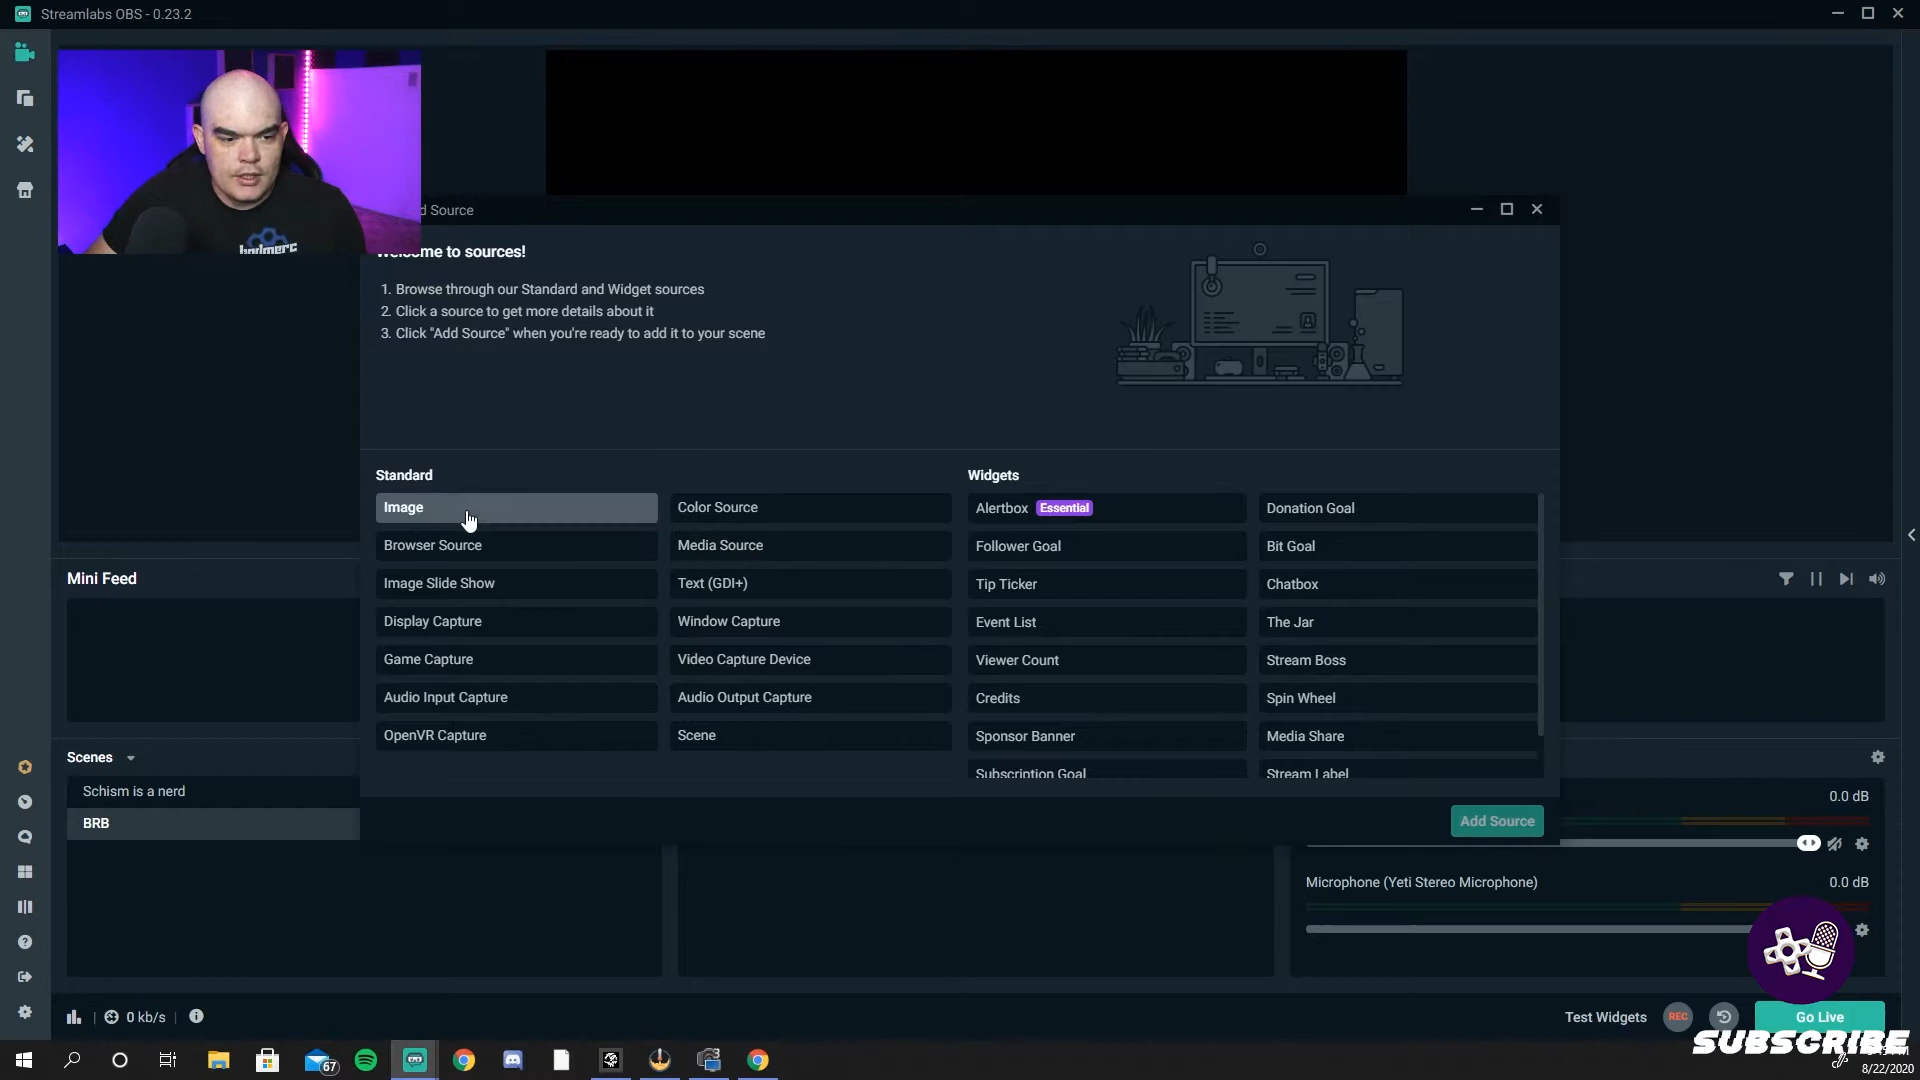 Streamlabs OBS - 0.23.2
d Source
Welcome to sources!
1. Browse through our Standard and Widget sources
2. Click a source to get more details about it
3. Click "Add Source" when you're ready to add it to your scene
Standard
Image
Color Source
Browser Source
Media Source
Image Slide Show
Text (GDI+)
Display Capture
Window Capture
Game Capture
Video Capture Device
Audio Input Capture
Audio Output Capture
OpenVR Capture
Scene
Widgets
Alertbox Essential
Donation Goal
Follower Goal
Bit Goal
Tip Ticker
Chatbox
Event List
The Jar
Viewer Count
Stream Boss
Credits
Spin Wheel
Sponsor Banner
Media Share
Subscription Goal
Stream Label
Add Source
Mini Feed
Scenes
Schism is a nerd
BRB
0.0 dB
Microphone (Yeti Stereo Microphone)
0.0 dB
0 kb/s
Test Widgets
REC
Go Live
SUBSCRIBE
67
8/22/2020